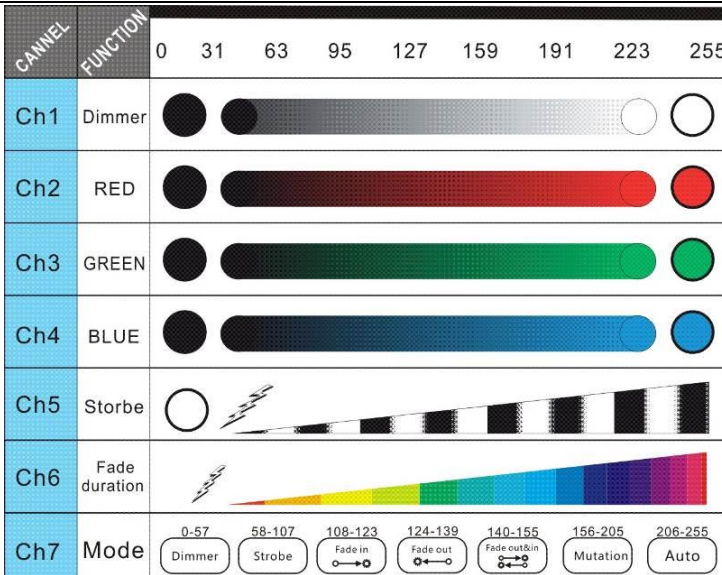 CANNEL FUNCTION 0 31 63 95 127 159 191 223 255
Ch1 Dimmer
Ch2 RED
Ch3 GREEN
Ch4 BLUE
Ch5 Storbe
Ch6 Fade duration
Ch7 Mode
0-57 58-107 108-123 124-139 140-155 156-205 206-255
Dimmer Strobe Fade in Fade out Fade out&in Mutation Auto